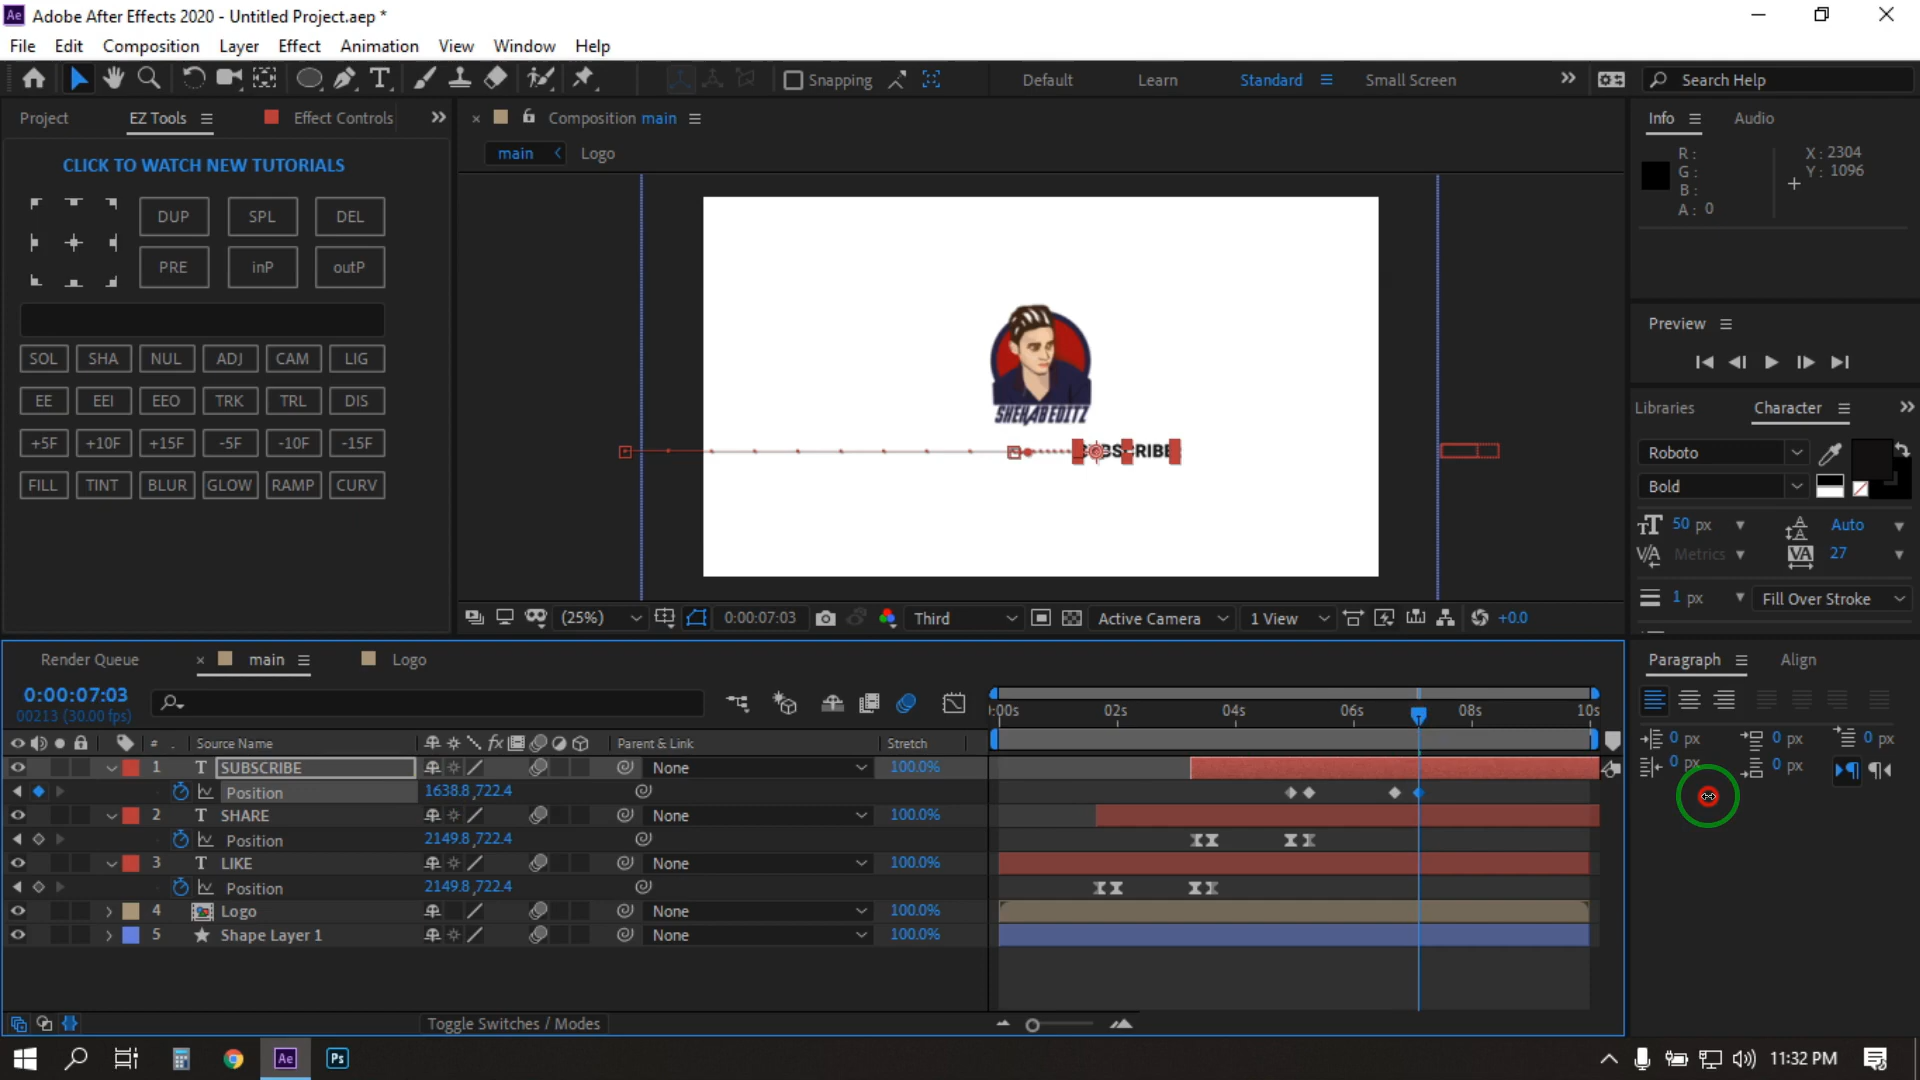 Ae Adobe After Effects 2020 - Untitled Project.aep *
File Edit Composition Layer Effect Animation View Window Help
T Snapping Default Learn Standard Small Screen Search Help
Project EZ Tools Effect Controls
Composition main
Info Audio
CLICK TO WATCH NEW TUTORIALS
main Logo
R :
G :
B :
A : 0
X : 2304
Y : 1096
DUP SPL DEL
PRE inP outP
SOL SHA NUL ADJ CAM LIG
EE EEI EEO TRK TRL DIS
+5F +10F +15F -5F -10F -15F
FILL TINT BLUR GLOW RAMP CURV
SHEHAB EDITZ
SUBSCRIBE
Preview
Libraries Character
Roboto
Bold
50 px Auto
Metrics 27
1 px Fill Over Stroke
(25%) 0:00:07:03 Third Active Camera 1 View +0.0
Render Queue main Logo
Paragraph Align
0:00:07:03
00213 (30.00 fps)
:00s 02s 04s 06s 08s 10s
# . Source Name fx Parent & Link Stretch
1 T SUBSCRIBE None 100.0%
Position 1638.8,722.4
2 T SHARE None 100.0%
Position 2149.8,722.4
3 T LIKE None 100.0%
Position 2149.8,722.4
4 Logo None 100.0%
5 Shape Layer 1 None 100.0%
0 px 0 px 0 px
0 px 0 px
Toggle Switches / Modes
Ae Ps 11:32 PM